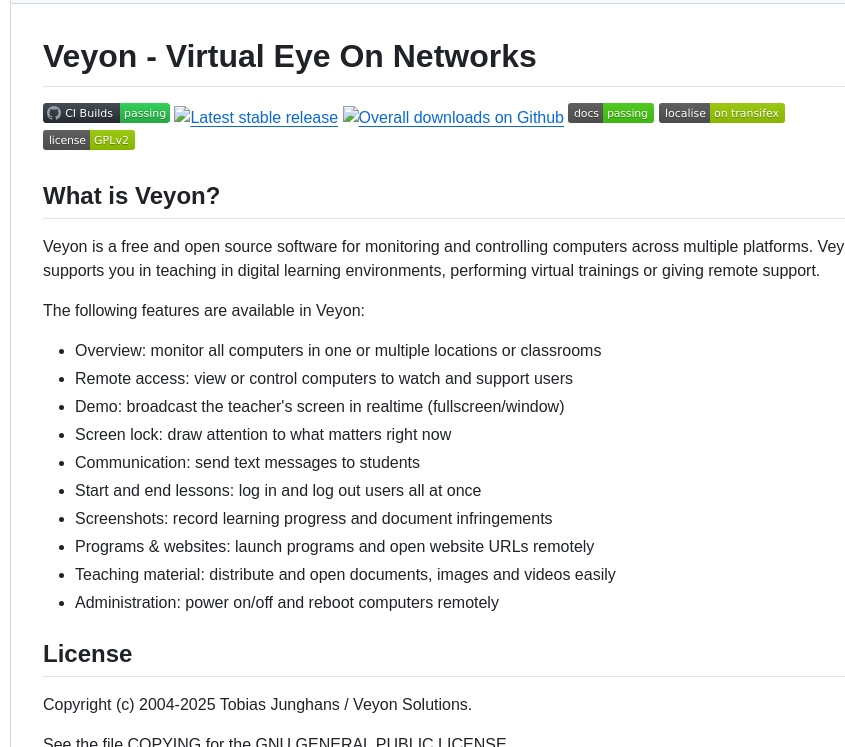 Veyon - Virtual Eye On Networks
CI Builds passing Latest stable release Overall downloads on Github docs passing localise on transifex
license GPLv2
What is Veyon?
Veyon is a free and open source software for monitoring and controlling computers across multiple platforms. Vey
supports you in teaching in digital learning environments, performing virtual trainings or giving remote support.
The following features are available in Veyon:
• Overview: monitor all computers in one or multiple locations or classrooms
• Remote access: view or control computers to watch and support users
• Demo: broadcast the teacher's screen in realtime (fullscreen/window)
• Screen lock: draw attention to what matters right now
• Communication: send text messages to students
• Start and end lessons: log in and log out users all at once
• Screenshots: record learning progress and document infringements
• Programs & websites: launch programs and open website URLs remotely
• Teaching material: distribute and open documents, images and videos easily
• Administration: power on/off and reboot computers remotely
License
Copyright (c) 2004-2025 Tobias Junghans / Veyon Solutions.
See the file COPYING for the GNU GENERAL PUBLIC LICENSE.